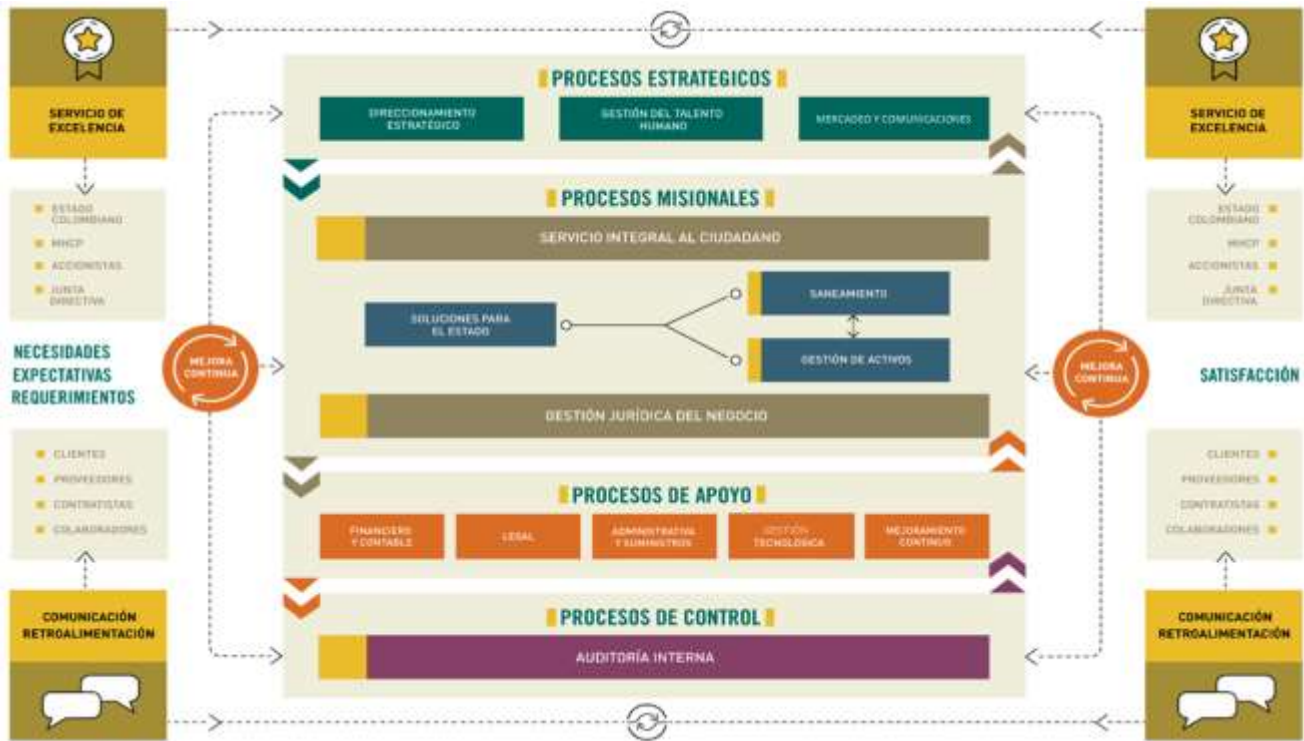 SERVICIO DE
EXCELENCIA
ESTADO
COLOMBIANO
MHCP
ACCIONISTAS
JUNTA
DIRECTIVA
NECESIDADES
EXPECTATIVAS
REQUERIMIENTOS
CLIENTES
PROVEEDORES
CONTRATISTAS
COLABORADORES
COMUNICACIÓN
RETROALIMENTACIÓN
MEJORA
CONTINUA
PROCESOS ESTRATEGICOS
DIRECCIONAMIENTO
ESTRATÉGICO
GESTIÓN DEL TALENTO
HUMANO
MERCADEO Y COMUNICACIONES
PROCESOS MISIONALES
SERVICIO INTEGRAL AL CIUDADANO
SOLUCIONES PARA
EL ESTADO
SANEAMIENTO
GESTIÓN DE ACTIVOS
GESTIÓN JURÍDICA DEL NEGOCIO
PROCESOS DE APOYO
FINANCIERO
Y CONTABLE
LEGAL
ADMINISTRATIVA
Y SUMINISTROS
GESTIÓN
TECNOLÓGICA
MEJORAMIENTO
CONTINUO
PROCESOS DE CONTROL
AUDITORÍA INTERNA
MEJORA
CONTINUA
SERVICIO DE
EXCELENCIA
ESTADO
COLOMBIANO
MHCP
ACCIONISTAS
JUNTA
DIRECTIVA
SATISFACCIÓN
CLIENTES
PROVEEDORES
CONTRATISTAS
COLABORADORES
COMUNICACIÓN
RETROALIMENTACIÓN